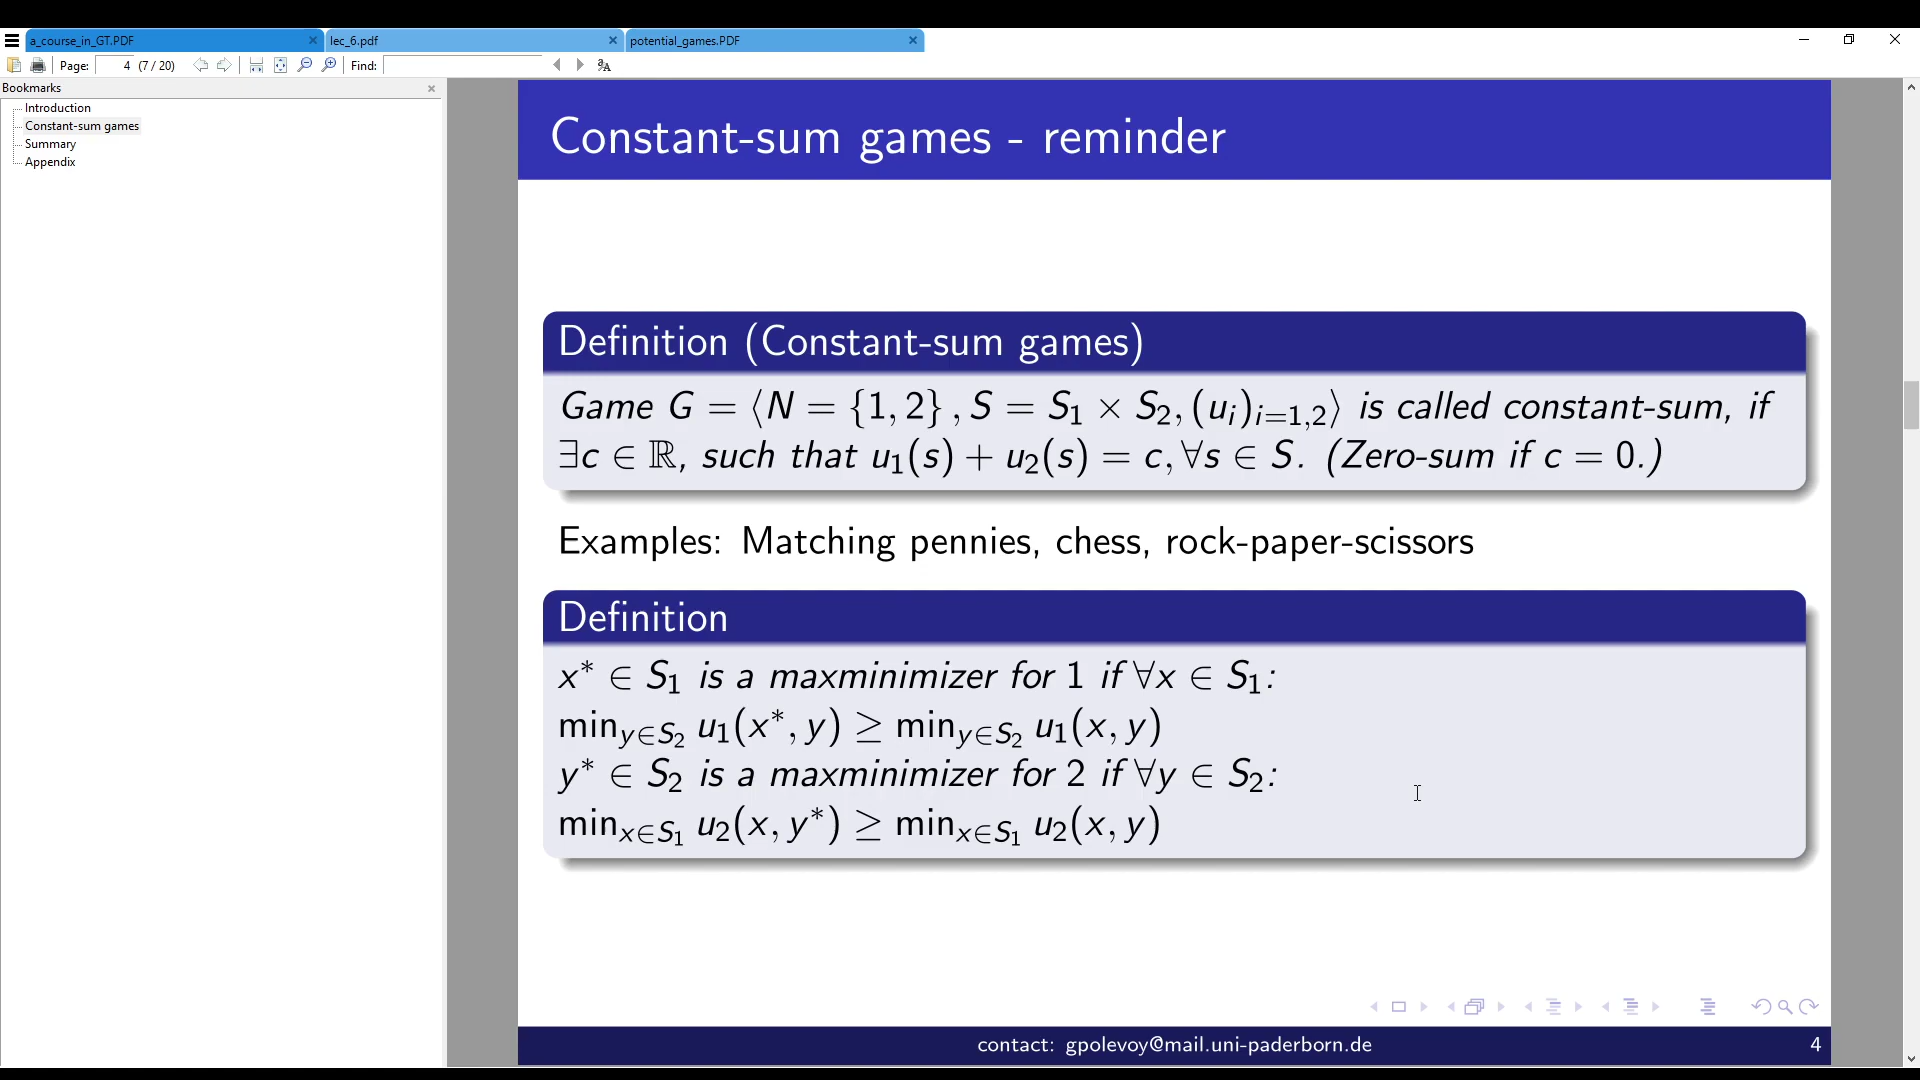 a_course_in_GT.PDF
lec_6.pdf
potential_games.PDF
Page: 4 (7 / 20)
Find:
Bookmarks
Introduction
Constant-sum games
Summary
Appendix
Constant-sum games - reminder
Definition (Constant-sum games)
Game G = ⟨N = {1, 2} , S = S₁ × S₂, (uᵢ)ᵢ₌₁,₂⟩ is called constant-sum, if
∃c ∈ ℝ, such that u₁(s) + u₂(s) = c, ∀s ∈ S. (Zero-sum if c = 0.)
Examples: Matching pennies, chess, rock-paper-scissors
Definition
x* ∈ S₁ is a maxminimizer for 1 if ∀x ∈ S₁:
min_{y∈S₂} u₁(x*, y) ≥ min_{y∈S₂} u₁(x, y)
y* ∈ S₂ is a maxminimizer for 2 if ∀y ∈ S₂:
min_{x∈S₁} u₂(x, y*) ≥ min_{x∈S₁} u₂(x, y)
contact: gpolevoy@mail.uni-paderborn.de
4